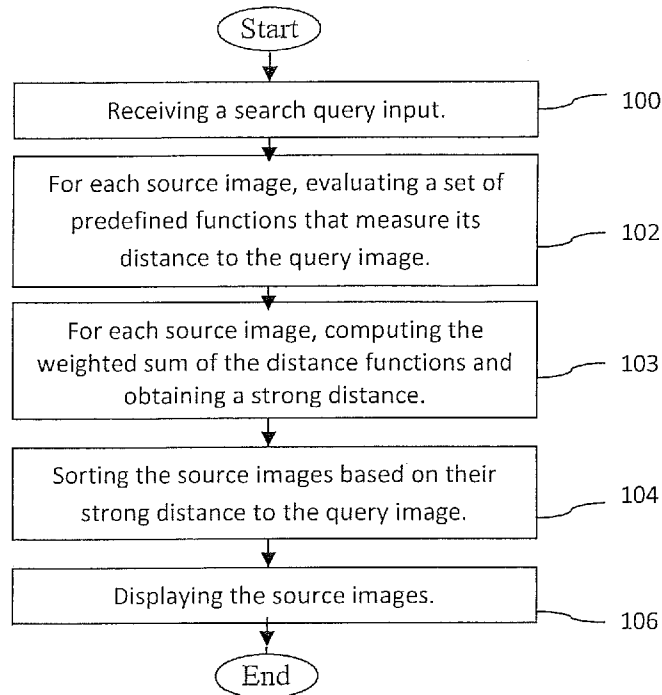 Start
Receiving a search query input.
100
For each source image, evaluating a set of
predefined functions that measure its
distance to the query image.
102
For each source image, computing the
weighted sum of the distance functions and
obtaining a strong distance.
103
Sorting the source images based on their
strong distance to the query image.
104
Displaying the source images.
106
End